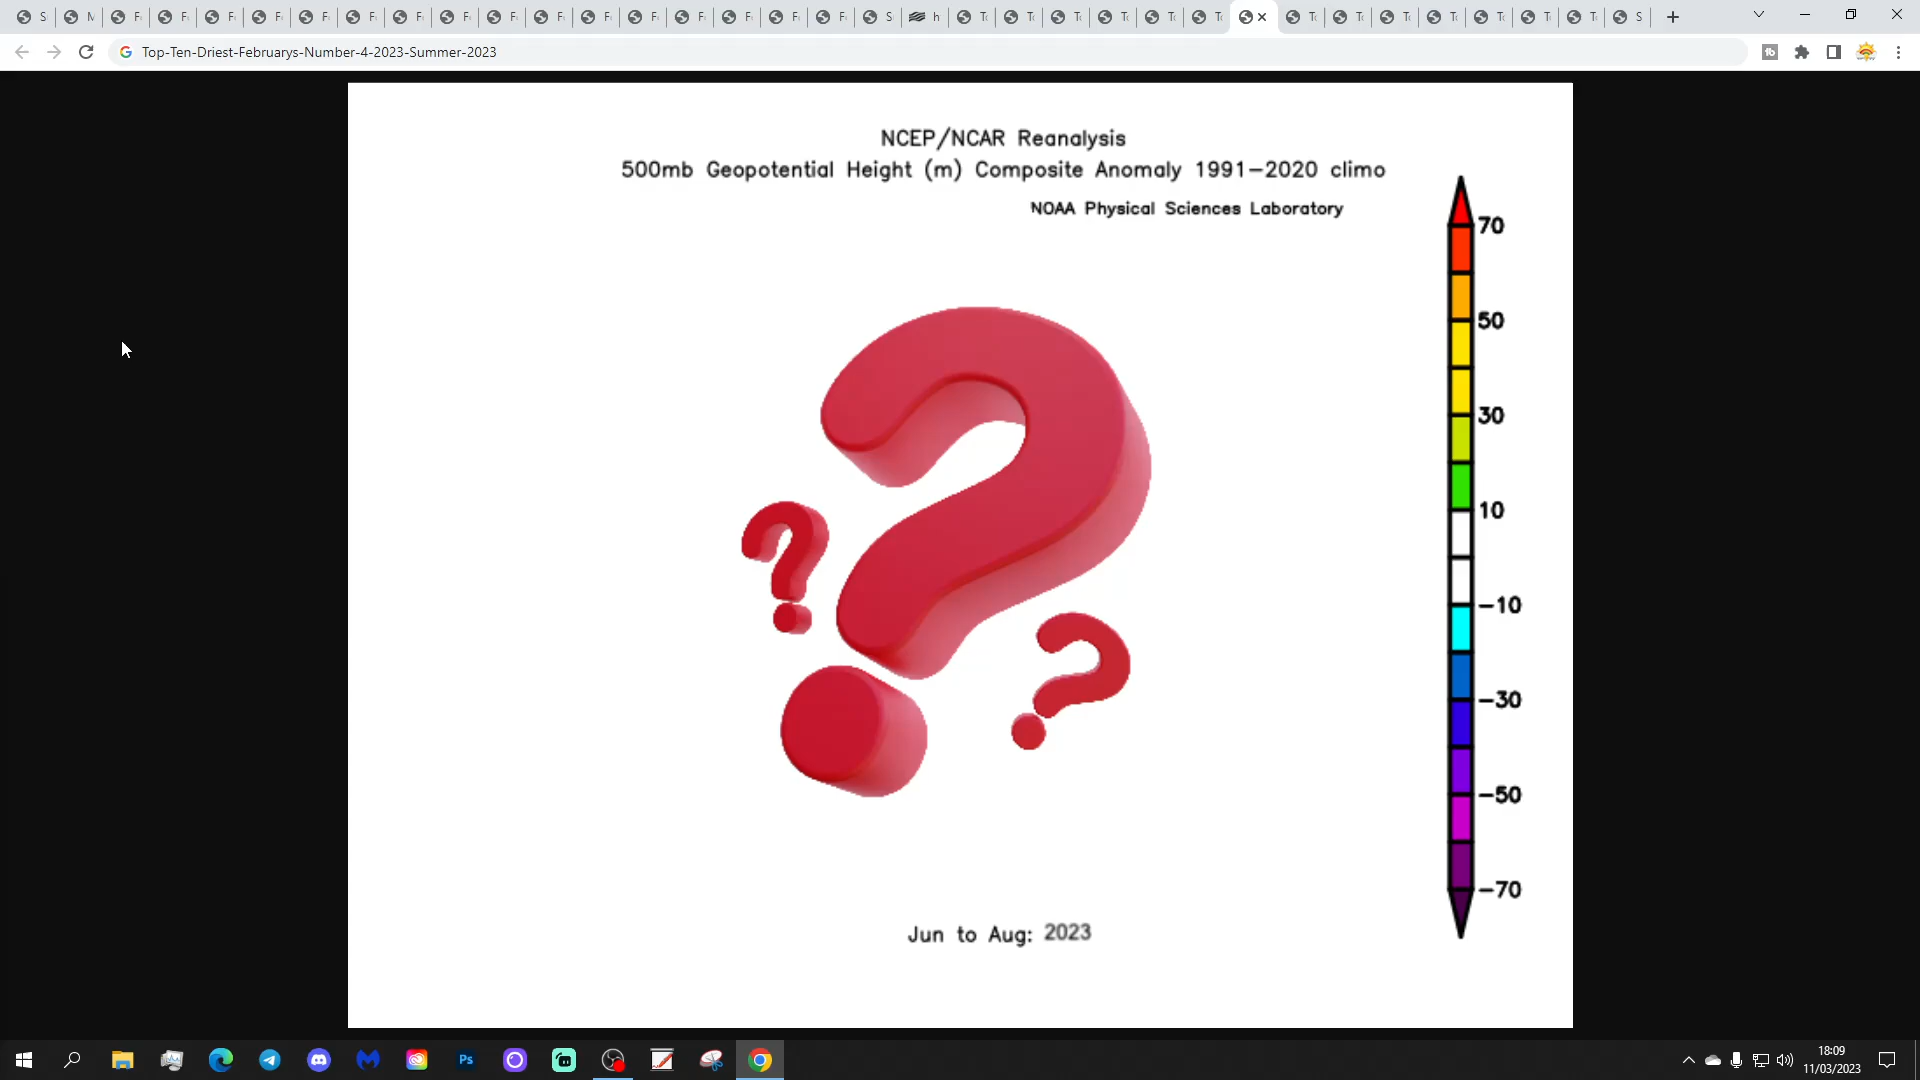 S M F F F F F F F F F F F F F F F F S h T T T T T T T T T T T T T S
Top-Ten-Driest-Februarys-Number-4-2023-Summer-2023
NCEP/NCAR Reanalysis
500mb Geopotential Height (m) Composite Anomaly 1991-2020 climo
NOAA Physical Sciences Laboratory
70
50
30
10
-10
-30
-50
-70
? ? ?
Jun to Aug: 2023
Ps
18:09
11/03/2023